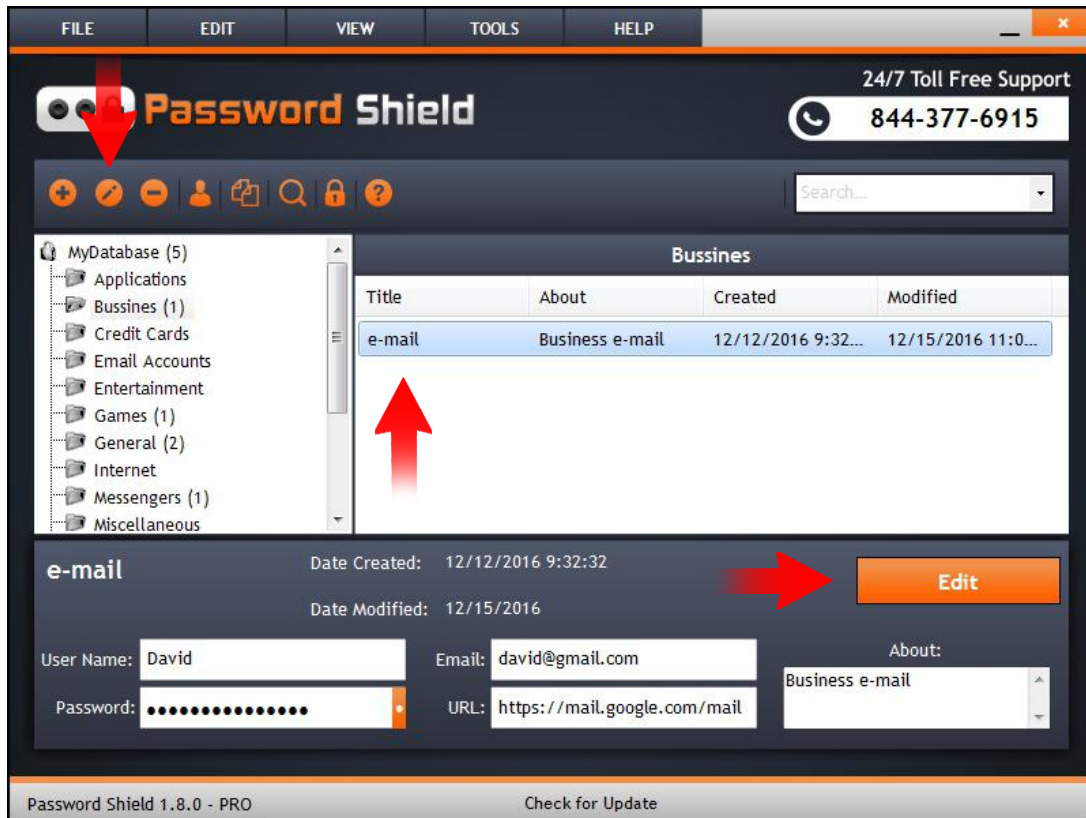 FILE EDIT VIEW TOOLS HELP
24/7 Toll Free Support
Password Shield
844-377-6915
Search...
MyDatabase (5)
Applications
Bussines (1)
Credit Cards
Email Accounts
Entertainment
Games (1)
General (2)
Internet
Messengers (1)
Miscellaneous
Bussines
Title About Created Modified
e-mail Business e-mail 12/12/2016 9:32... 12/15/2016 11:0...
e-mail
Date Created: 12/12/2016 9:32:32
Date Modified: 12/15/2016
Edit
User Name: David
Email: david@gmail.com
About:
Business e-mail
Password: ●●●●●●●●●●●●●●●
URL: https://mail.google.com/mail
Password Shield 1.8.0 - PRO
Check for Update